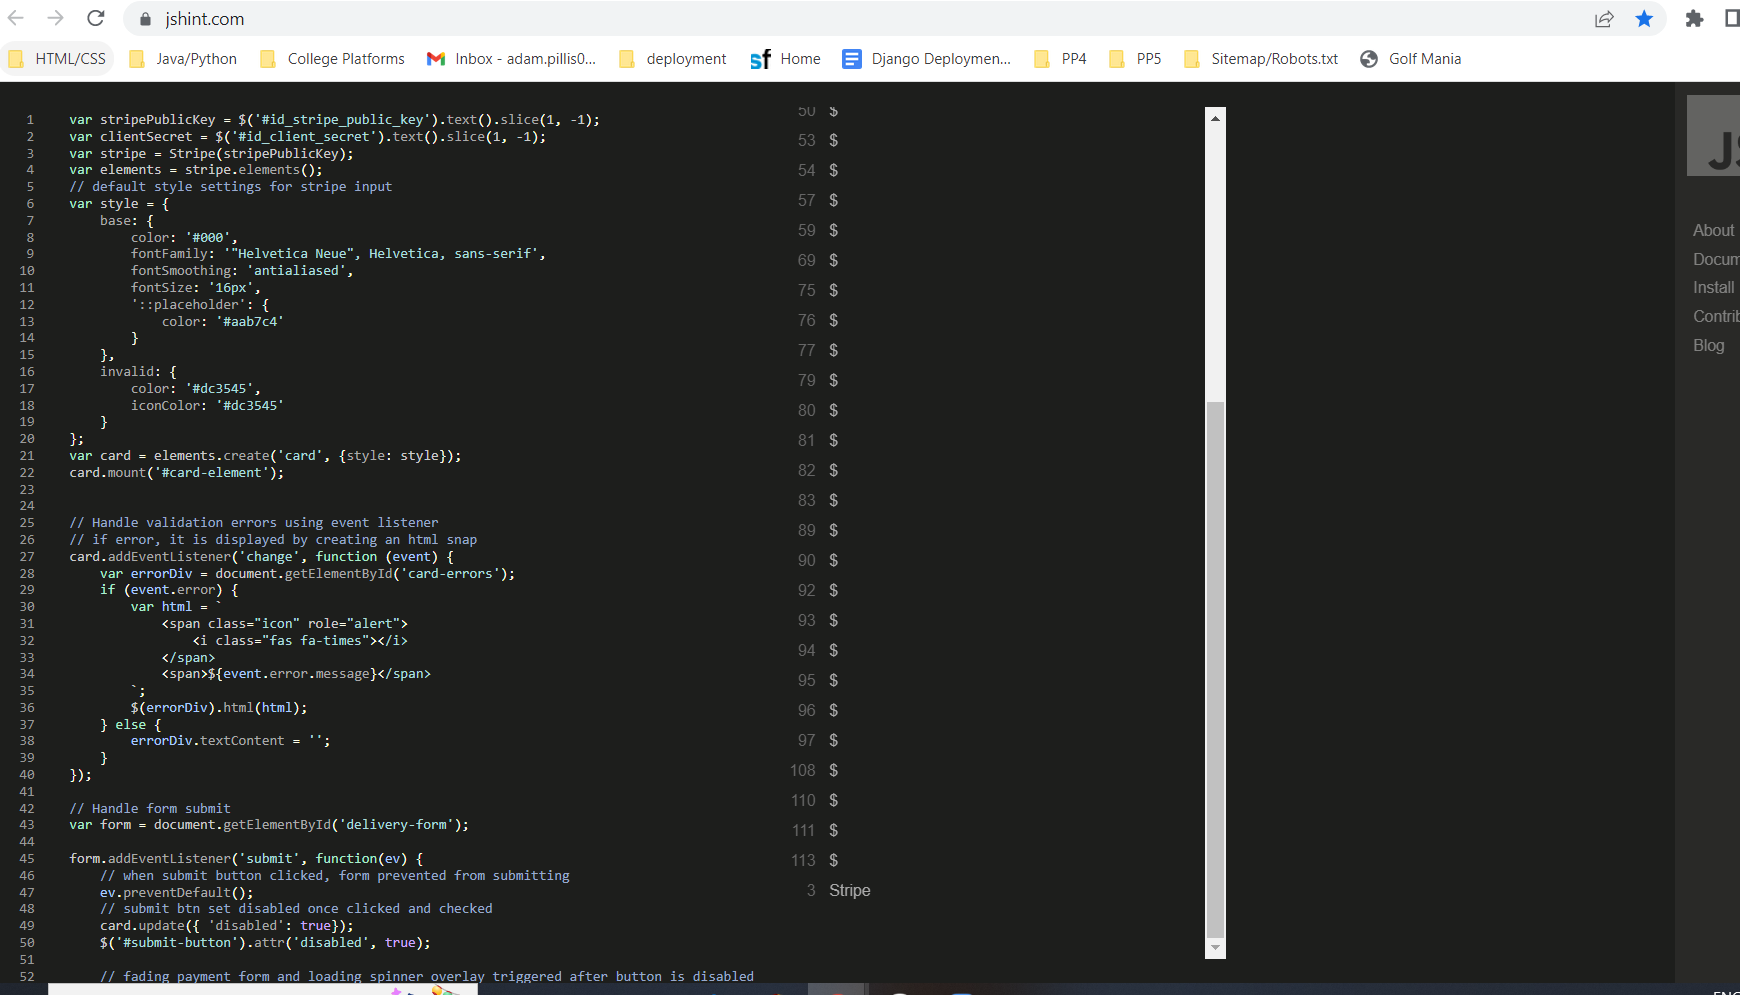 jshint.com
HTML/CSS Java/Python College Platforms Inbox - adam.pillis0... deployment sf Home Django Deploymen... PP4 PP5 Sitemap/Robots.txt Golf Mania
1 var stripePublicKey = $('#id_stripe_public_key').text().slice(1, -1);
2 var clientSecret = $('#id_client_secret').text().slice(1, -1);
3 var stripe = Stripe(stripePublicKey);
4 var elements = stripe.elements();
5 // default style settings for stripe input
6 var style = {
7 base: {
8 color: '#000',
9 fontFamily: '"Helvetica Neue", Helvetica, sans-serif',
10 fontSmoothing: 'antialiased',
11 fontSize: '16px',
12 '::placeholder': {
13 color: '#aab7c4'
14 }
15 },
16 invalid: {
17 color: '#dc3545',
18 iconColor: '#dc3545'
19 }
20 };
21 var card = elements.create('card', {style: style});
22 card.mount('#card-element');
23
24
25 // Handle validation errors using event listener
26 // if error, it is displayed by creating an html snap
27 card.addEventListener('change', function (event) {
28 var errorDiv = document.getElementById('card-errors');
29 if (event.error) {
30 var html = `
31 <span class="icon" role="alert">
32 <i class="fas fa-times"></i>
33 </span>
34 <span>${event.error.message}</span>
35 `;
36 $(errorDiv).html(html);
37 } else {
38 errorDiv.textContent = '';
39 }
40 });
41
42 // Handle form submit
43 var form = document.getElementById('delivery-form');
44
45 form.addEventListener('submit', function(ev) {
46 // when submit button clicked, form prevented from submitting
47 ev.preventDefault();
48 // submit btn set disabled once clicked and checked
49 card.update({ 'disabled': true});
50 $('#submit-button').attr('disabled', true);
51
52 // fading payment form and loading spinner overlay triggered after button is disabled
50 $
53 $
54 $
57 $
59 $
69 $
75 $
76 $
77 $
79 $
80 $
81 $
82 $
83 $
89 $
90 $
92 $
93 $
94 $
95 $
96 $
97 $
108 $
110 $
111 $
113 $
3 Stripe
JS
About
Docum
Install
Contrib
Blog
ENG